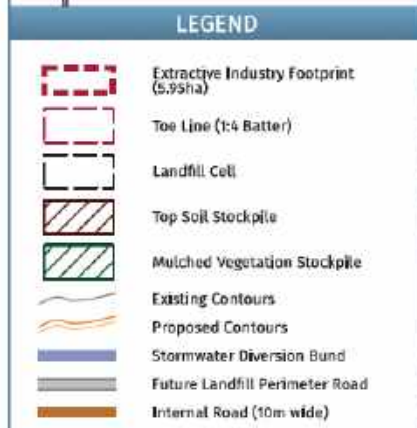 LEGEND
Extractive Industry Footprint
(5.95ha)
Toe Line (1:4 Batter)
Landfill Cell
Top Soil Stockpile
Mulched Vegetation Stockpile
Existing Contours
Proposed Contours
Stormwater Diversion Bund
Future Landfill Perimeter Road
Internal Road (10m wide)